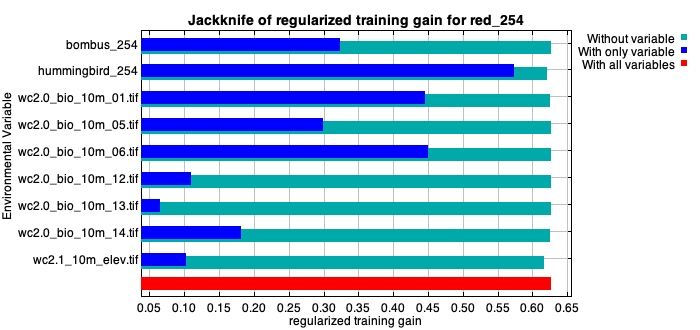 Jackknife of regularized training gain for red_254
Without variable
With only variable
With all variables
Environmental Variable
bombus_254
hummingbird_254
wc2.0_bio_10m_01.tif
wc2.0_bio_10m_05.tif
wc2.0_bio_10m_06.tif
wc2.0_bio_10m_12.tif
wc2.0_bio_10m_13.tif
wc2.0_bio_10m_14.tif
wc2.1_10m_elev.tif
0.05 0.10 0.15 0.20 0.25 0.30 0.35 0.40 0.45 0.50 0.55 0.60 0.65
regularized training gain